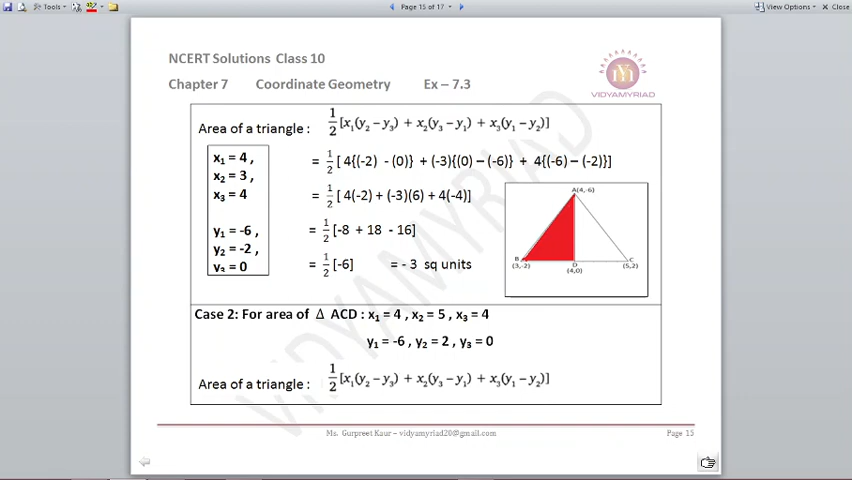 Tools Page 15 of 17 View Options Close
NCERT Solutions Class 10
Chapter 7 Coordinate Geometry Ex – 7.3
VIDYAMYRIAD
Area of a triangle : 1/2 [x₁(y₂ – y₃) + x₂(y₃ – y₁) + x₃(y₁ – y₂)]
x₁ = 4 ,
x₂ = 3 ,
x₃ = 4
y₁ = -6 ,
y₂ = -2 ,
y₃ = 0
= 1/2 [ 4{(-2) - (0)} + (-3){(0) – (-6)} + 4{(-6) – (-2)}]
= 1/2 [ 4(-2) + (-3)(6) + 4(-4)]
= 1/2 [-8 + 18 - 16]
= 1/2 [-6] = - 3 sq units
A(4,-6)
B
(3,-2)
D
(4,0)
C
(5,2)
Case 2: For area of Δ ACD : x₁ = 4 , x₂ = 5 , x₃ = 4
y₁ = -6 , y₂ = 2 , y₃ = 0
Area of a triangle : 1/2 [x₁(y₂ – y₃) + x₂(y₃ – y₁) + x₃(y₁ – y₂)]
VIDYAMYRIAD
Ms. Gurpreet Kaur – vidyamyriad20@gmail.com Page 15